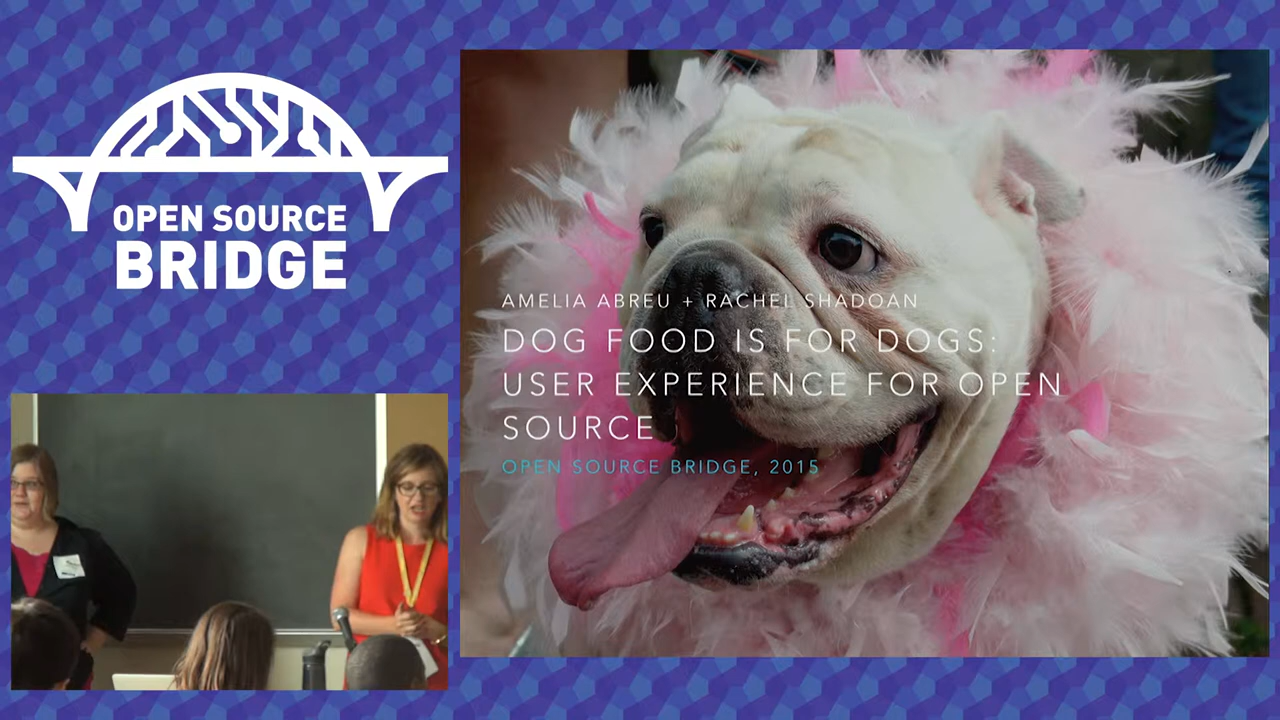 OPEN SOURCE
BRIDGE
AMELIA ABREU + RACHEL SHADOAN
DOG FOOD IS FOR DOGS:
USER EXPERIENCE FOR OPEN
SOURCE
OPEN SOURCE BRIDGE, 2015